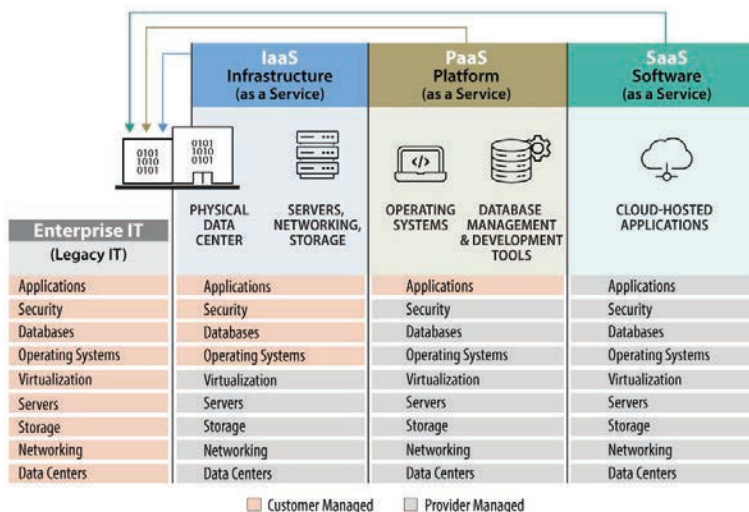 IaaS
Infrastructure
(as a Service)
PaaS
Platform
(as a Service)
SaaS
Software
(as a Service)
0101
1010
0101
0101
1010
0101
</>
PHYSICAL
DATA
CENTER
SERVERS,
NETWORKING,
STORAGE
OPERATING
SYSTEMS
DATABASE
MANAGEMENT
& DEVELOPMENT
TOOLS
CLOUD-HOSTED
APPLICATIONS
Enterprise IT
(Legacy IT)
Applications
Security
Databases
Operating Systems
Virtualization
Servers
Storage
Networking
Data Centers
Applications
Security
Databases
Operating Systems
Virtualization
Servers
Storage
Networking
Data Centers
Applications
Security
Databases
Operating Systems
Virtualization
Servers
Storage
Networking
Data Centers
Applications
Security
Databases
Operating Systems
Virtualization
Servers
Storage
Networking
Data Centers
Customer Managed
Provider Managed